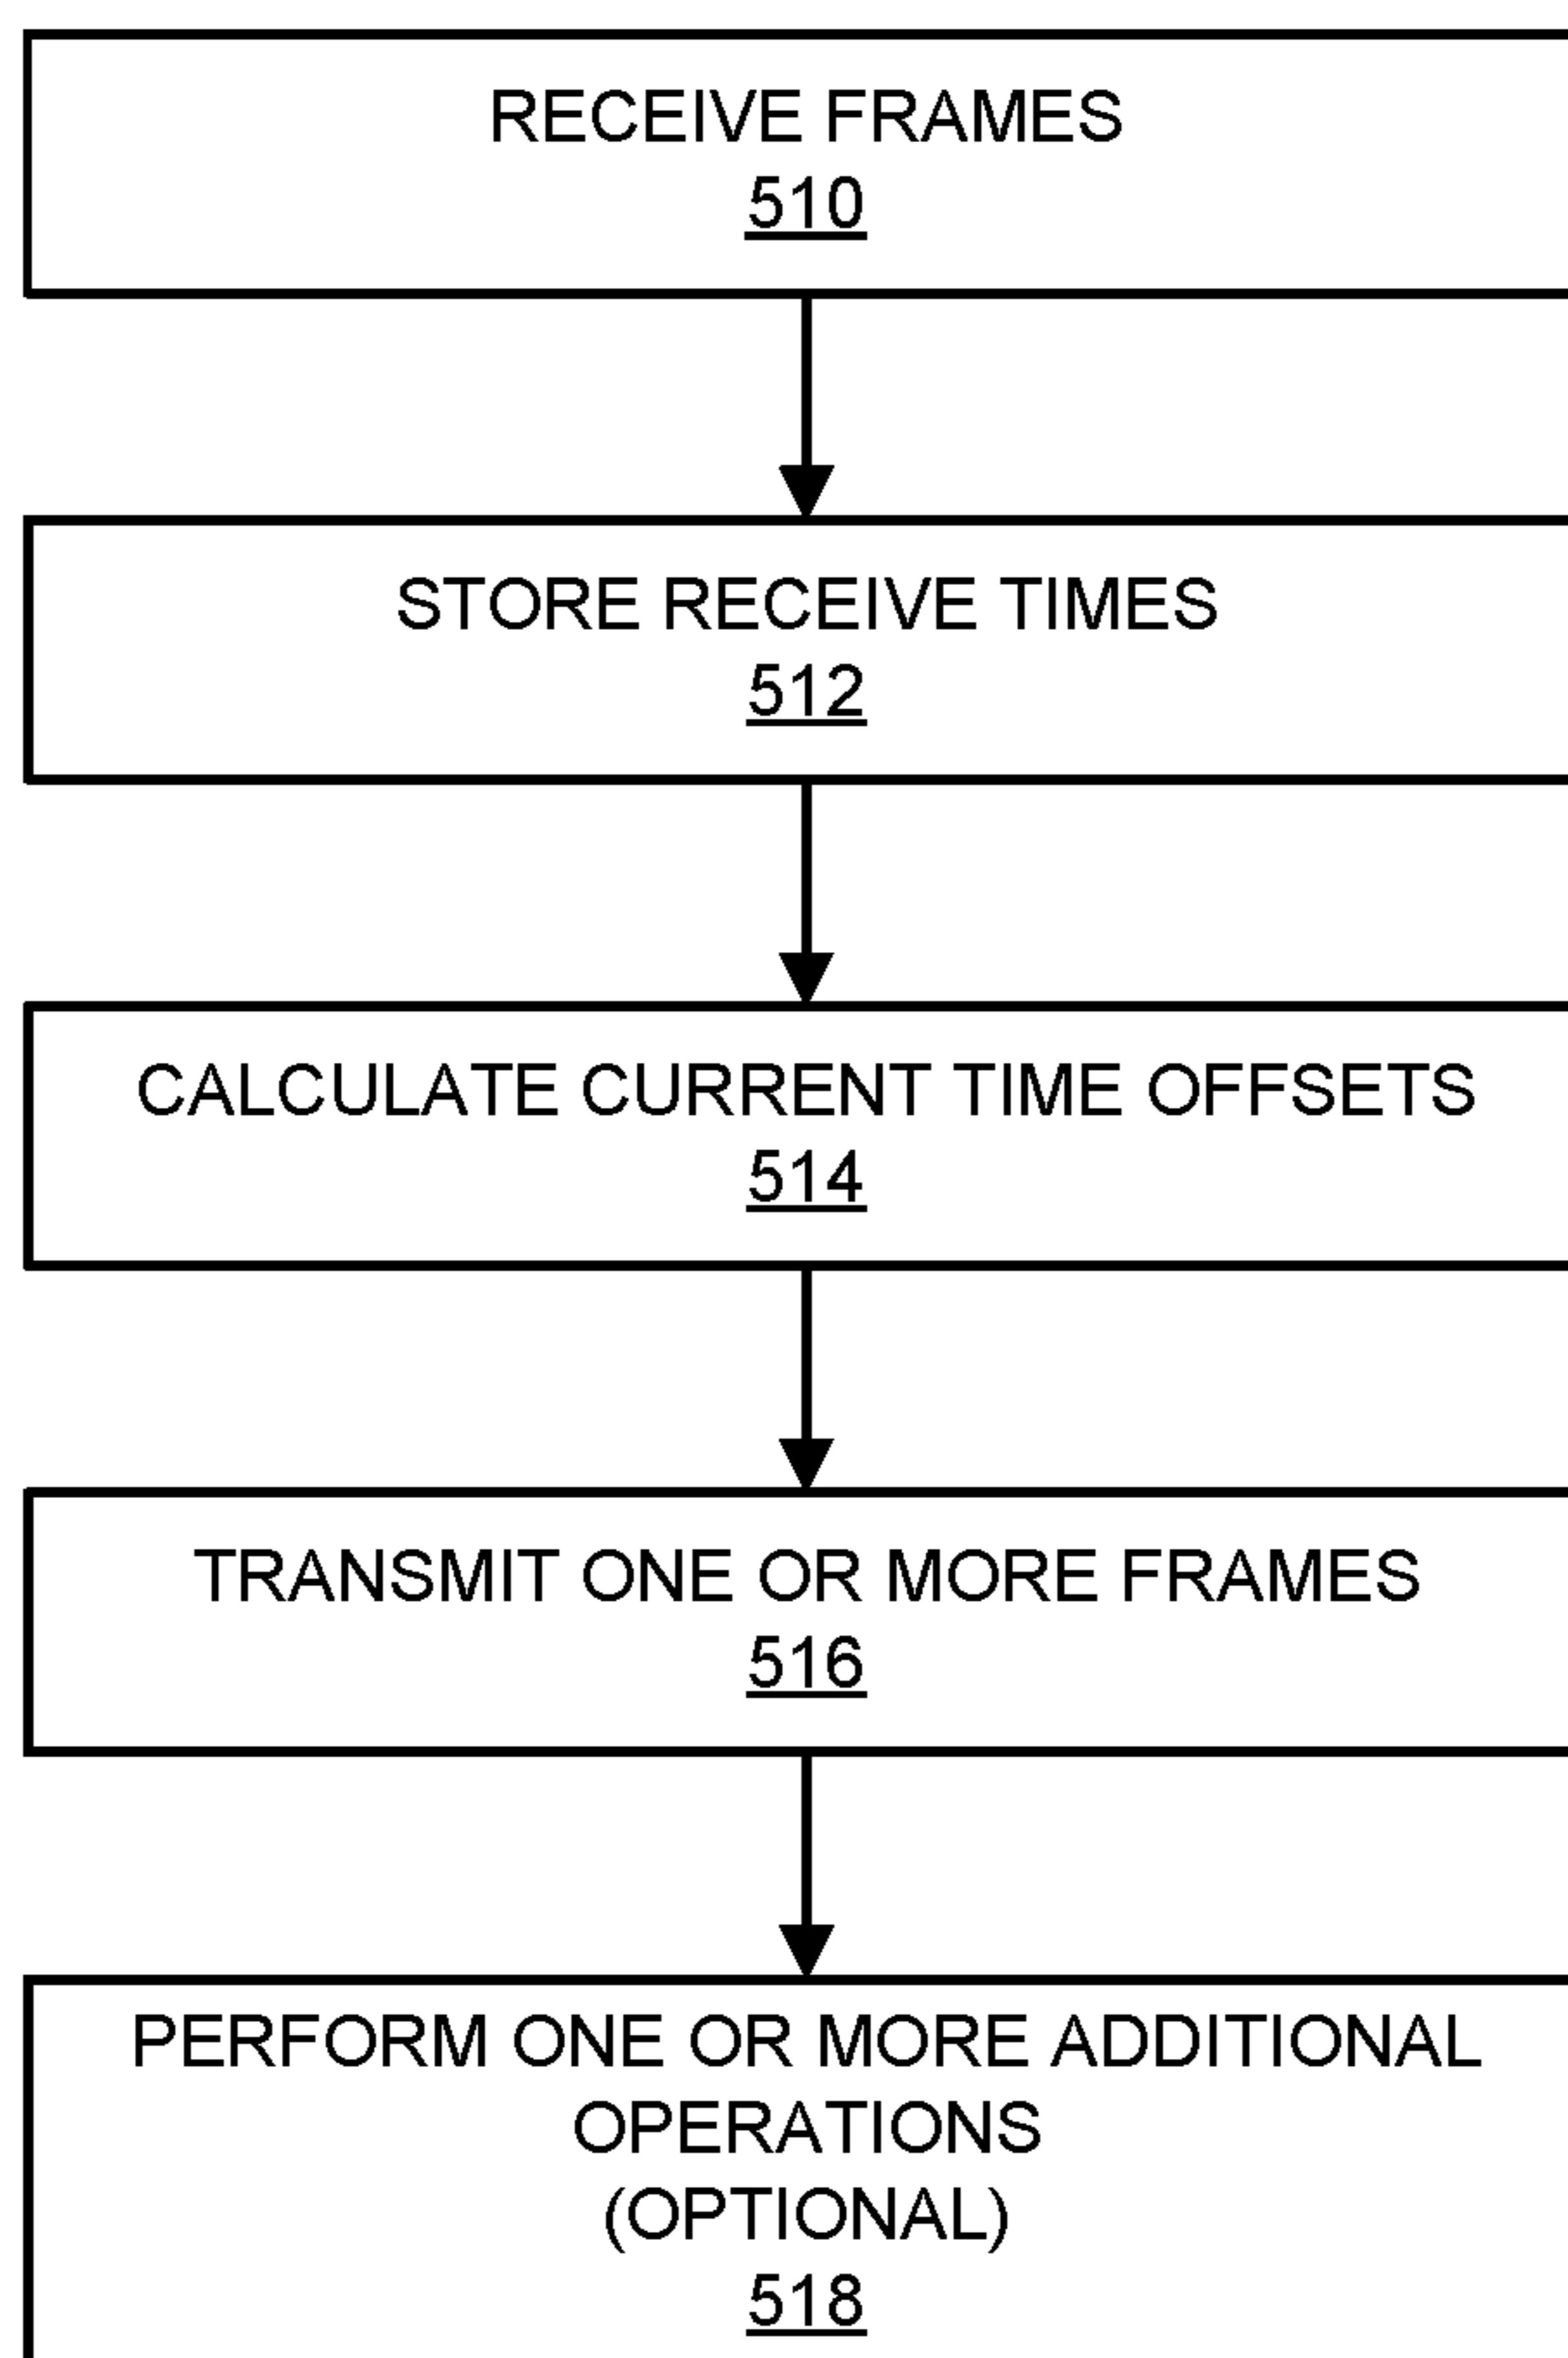 RECEIVE FRAMES
510
STORE RECEIVE TIMES
512
CALCULATE CURRENT TIME OFFSETS
514
TRANSMIT ONE OR MORE FRAMES
516
PERFORM ONE OR MORE ADDITIONAL
OPERATIONS
(OPTIONAL)
518